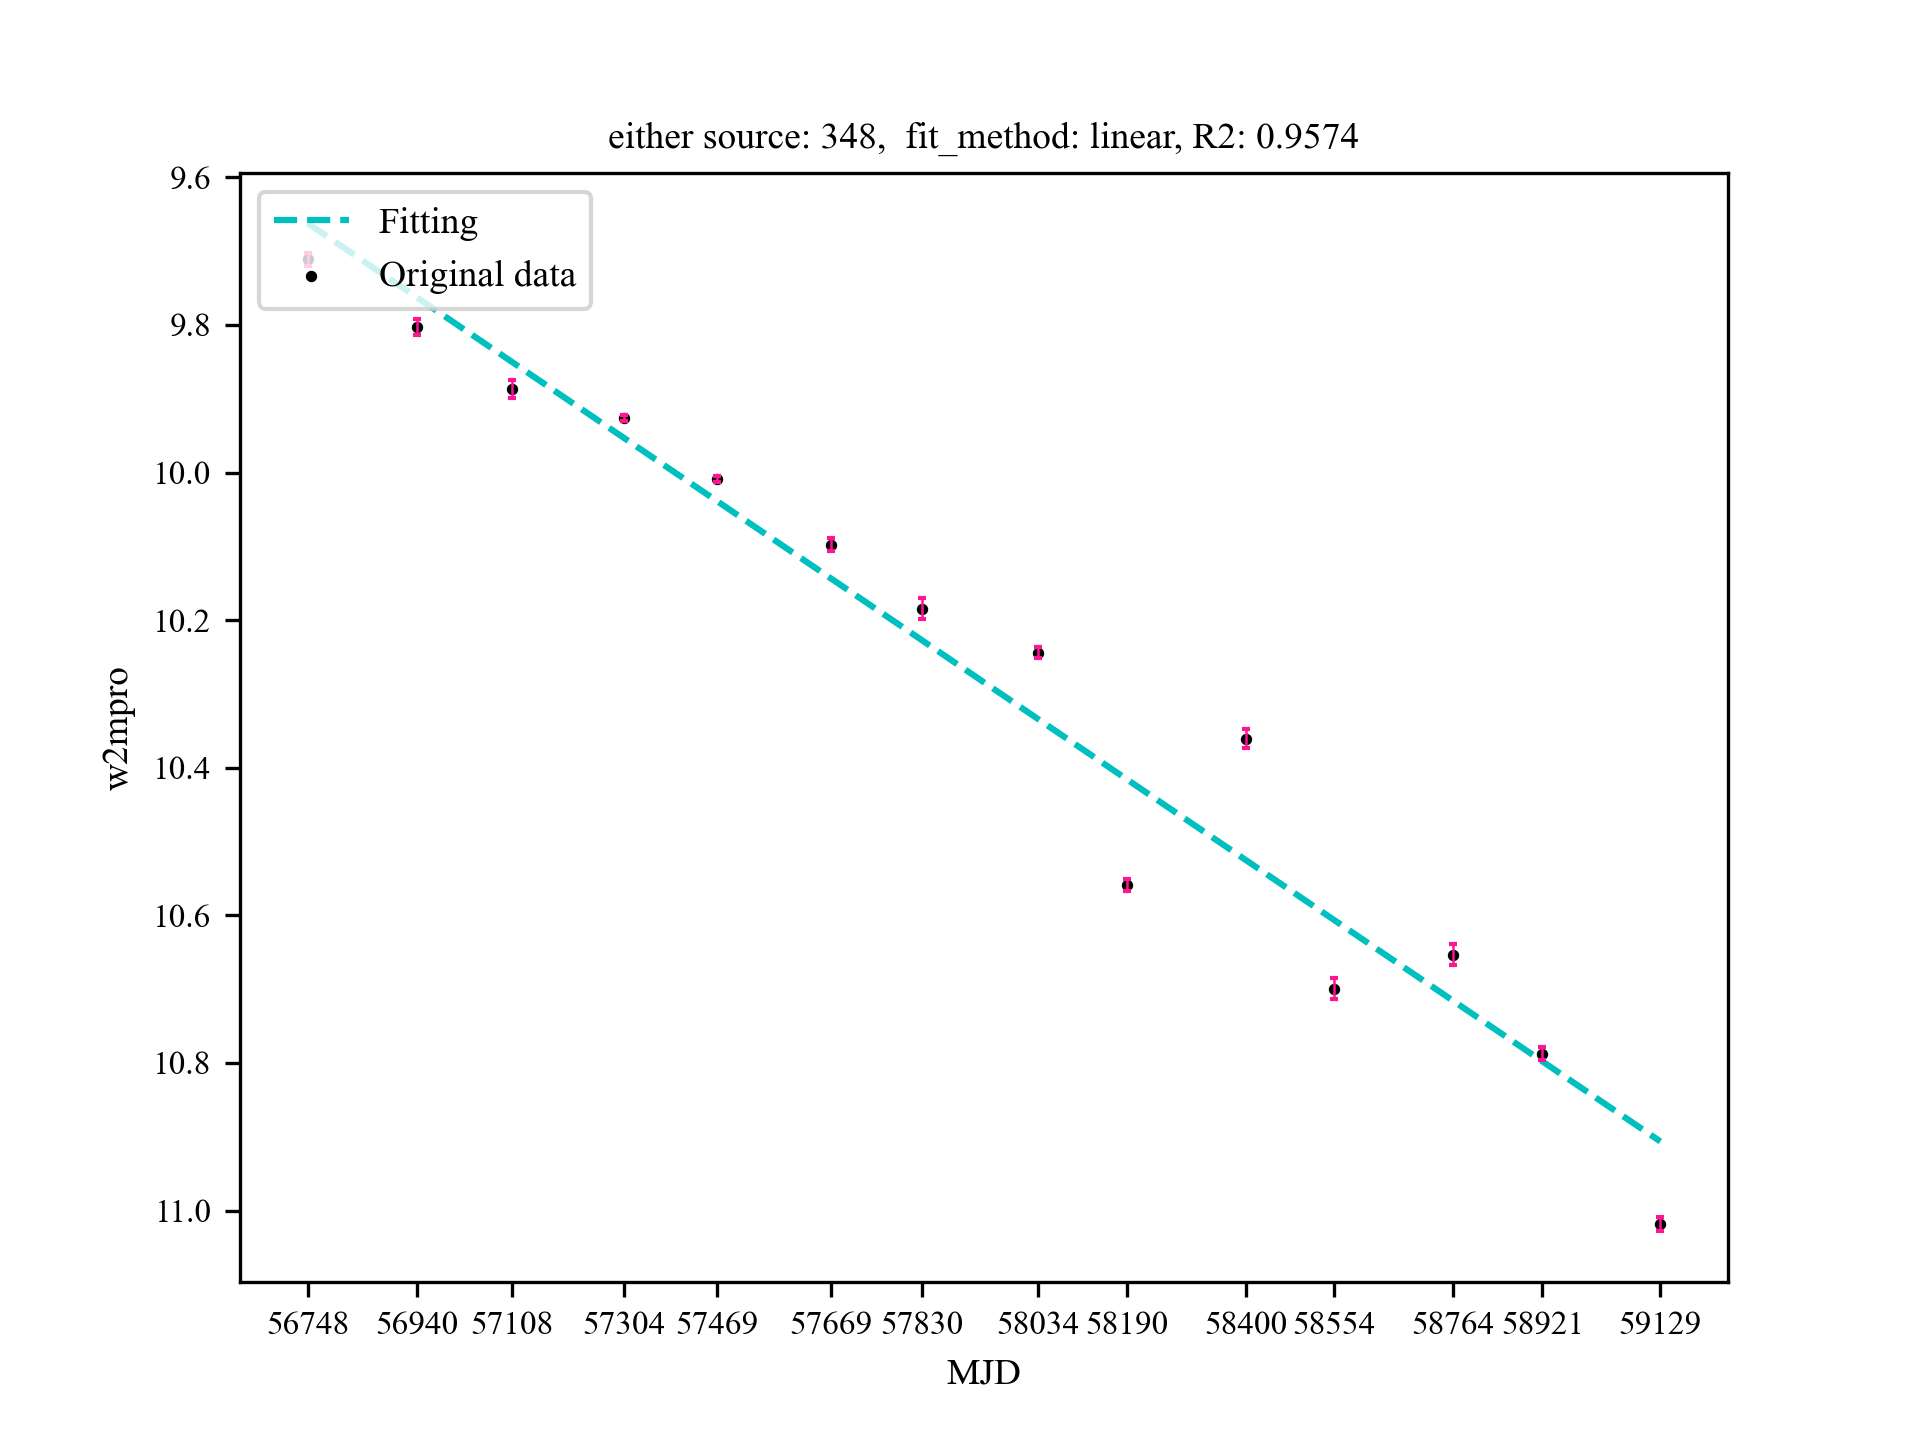 either source: 348,  fit_method: linear, R2: 0.9574
Fitting
Original data
9.6
9.8
10.0
10.2
10.4
10.6
10.8
11.0
w2mpro
56748 56940 57108 57304 57469 57669 57830 58034 58190 58400 58554 58764 58921 59129
MJD